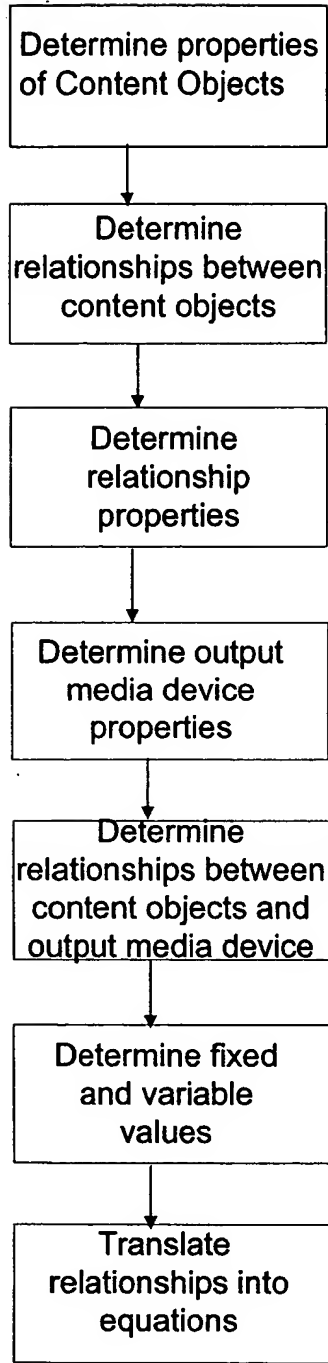 Determine properties
of Content Objects
Determine
relationships between
content objects
Determine
relationship
properties
Determine output
media device
properties
Determine
relationships between
content objects and
output media device
Determine fixed
and variable
values
Translate
relationships into
equations